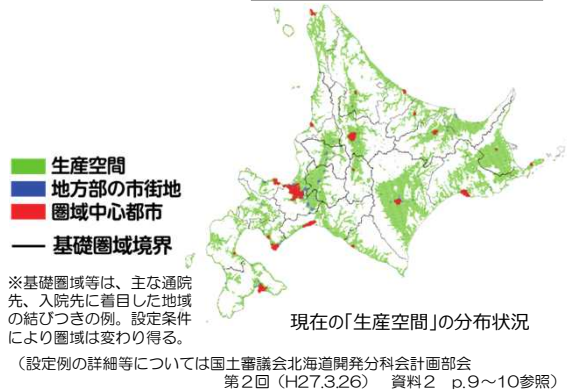 生産空間
地方部の市街地
圏域中心都市
基礎圏域境界
※基礎圏域等は、主な通院
先、入院先に着目した地域
の結びつきの例。設定条件
により圏域は変わり得る。
現在の「生産空間」の分布状況
（設定例の詳細等については国土審議会北海道開発分科会計画部会
第２回（H27.3.26）　資料２　p.９～10参照）